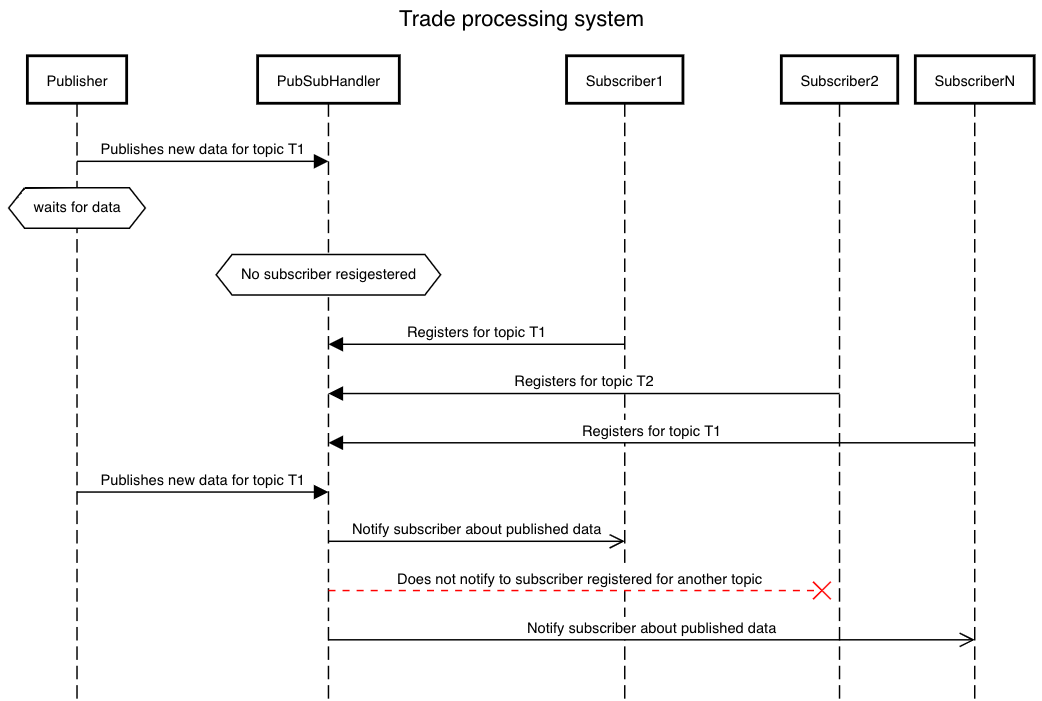 Trade processing system
Publisher
PubSubHandler
Subscriber1
Subscriber2
SubscriberN
Publishes new data for topic T1
waits for data
No subscriber resigestered
Registers for topic T1
Registers for topic T2
Registers for topic T1
Publishes new data for topic T1
Notify subscriber about published data
Does not notify to subscriber registered for another topic
Notify subscriber about published data